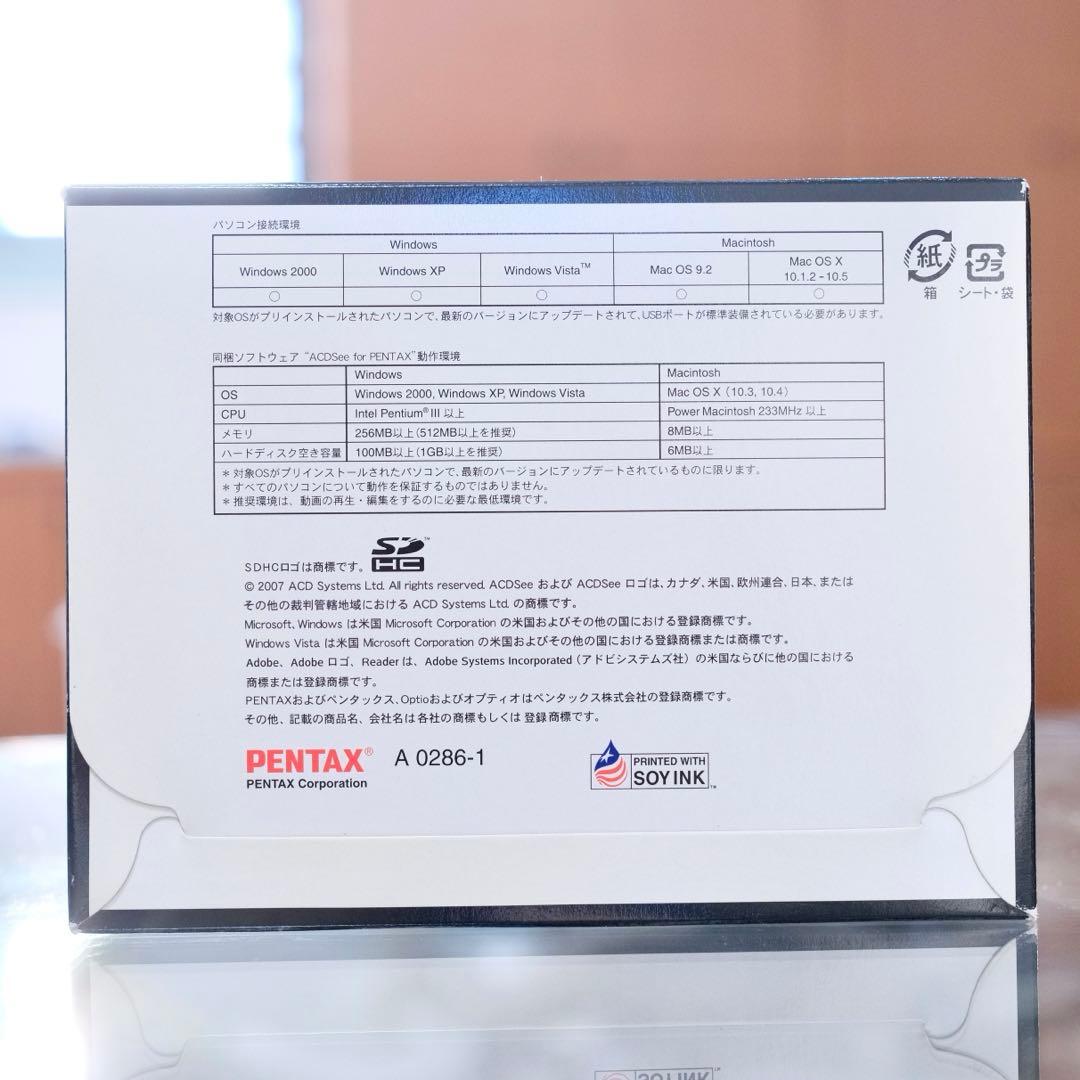 パソコン接続環境
Windows Macintosh
Windows 2000 Windows XP Windows Vista™ Mac OS 9.2 Mac OS X 10.1.2 - 10.5
○ ○ ○ ○ ○
対象OSがプリインストールされたパソコンで、最新のバージョンにアップデートされて、USBポートが標準装備されている必要があります。
紙
箱
プラ
シート・袋
同梱ソフトウェア “ACDSee for PENTAX”動作環境
Windows Macintosh
OS Windows 2000, Windows XP, Windows Vista Mac OS X (10.3, 10.4)
CPU Intel Pentium® III 以上 Power Macintosh 233MHz 以上
メモリ 256MB以上(512MB以上を推奨) 8MB以上
ハードディスク空き容量 100MB以上(1GB以上を推奨) 6MB以上
＊対象OSがプリインストールされたパソコンで、最新のバージョンにアップデートされているものに限ります。
＊すべてのパソコンについて動作を保証するものではありません。
＊推奨環境は、動画の再生・編集をするのに必要な最低環境です。
SDHCロゴは商標です。 SD HC ™
© 2007 ACD Systems Ltd. All rights reserved. ACDSee および ACDSee ロゴは、カナダ、米国、欧州連合、日本、または
その他の裁判管轄地域における ACD Systems Ltd. の商標です。
Microsoft, Windows は米国 Microsoft Corporation の米国およびその他の国における登録商標です。
Windows Vista は米国 Microsoft Corporation の米国およびその他の国における登録商標または商標です。
Adobe、Adobe ロゴ、Reader は、Adobe Systems Incorporated（アドビシステムズ社）の米国ならびに他の国における
商標または登録商標です。
PENTAXおよびペンタックス、Optioおよびオプティオはペンタックス株式会社の登録商標です。
その他、記載の商品名、会社名は各社の商標もしくは 登録商標です。
PENTAX® A 0286-1
PENTAX Corporation
PRINTED WITH
SOY INK™